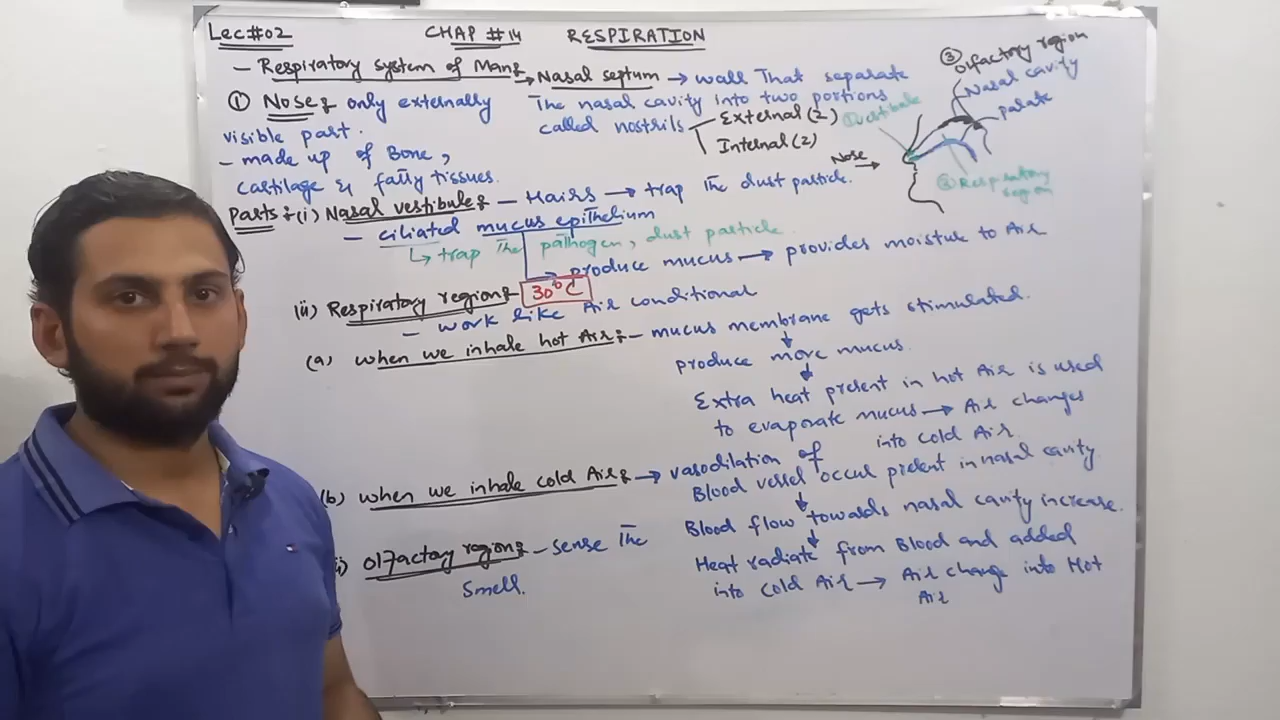 Lec#02 CHAP #14 RESPIRATION
- Respiratory system of Man:
① Nose: only externally
visible part.
- made up of Bone,
cartilage & fatty tissues.
→ Nasal septum → wall That separate
The nasal cavity into two portions
called nostrils
External (2)
Internal (2)
Nose →
③ Olfactory region
Nasal cavity
palate
① Vestibule
② Respiratory
region
Parts: (i) Nasal vestibule: - Hairs → trap The dust particle.
- ciliated mucus epithelium
↳ trap The pathogen, dust particle
→ produce mucus → provides moisture to Air
(ii) Respiratory region: 30°C
- work like Air conditional
(a) when we inhale hot Air: - mucus membrane gets stimulated.
↓
produce more mucus.
↓
Extra heat present in hot Air is used
to evaporate mucus → Air changes
into cold Air.
(b) when we inhale cold Air: → vasodilation of
Blood vessel occur present in nasal cavity
↓
Blood flow towards nasal cavity increase.
↓
Heat radiate from Blood and added
into cold Air → Air change into Hot
Air
ii) olfactory region: - sense The
smell.